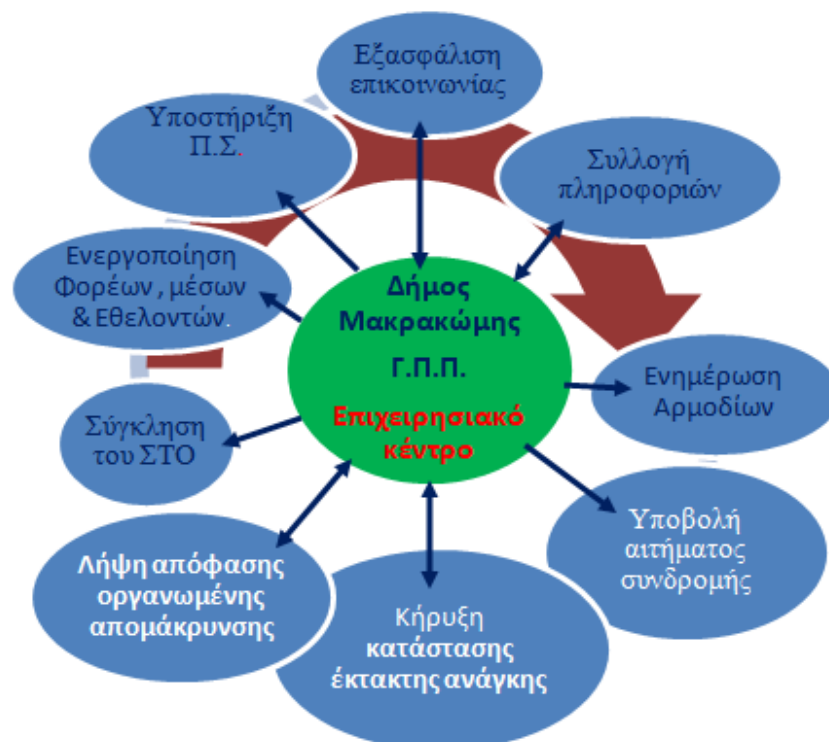 Εξασφάλιση
επικοινωνίας
Υποστήριξη
Π.Σ.
Συλλογή
πληροφοριών
Ενεργοποίηση
Φορέων , μέσων
& Εθελοντών.
Δήμος
Μακρακώμης
Γ.Π.Π.
Επιχειρησιακό
κέντρο
Ενημέρωση
Αρμοδίων
Σύγκληση
του ΣΤΟ
Υποβολή
αιτήματος
συνδρομής
Λήψη απόφασης
οργανωμένης
απομάκρυνσης
Κήρυξη
κατάστασης
έκτακτης ανάγκης